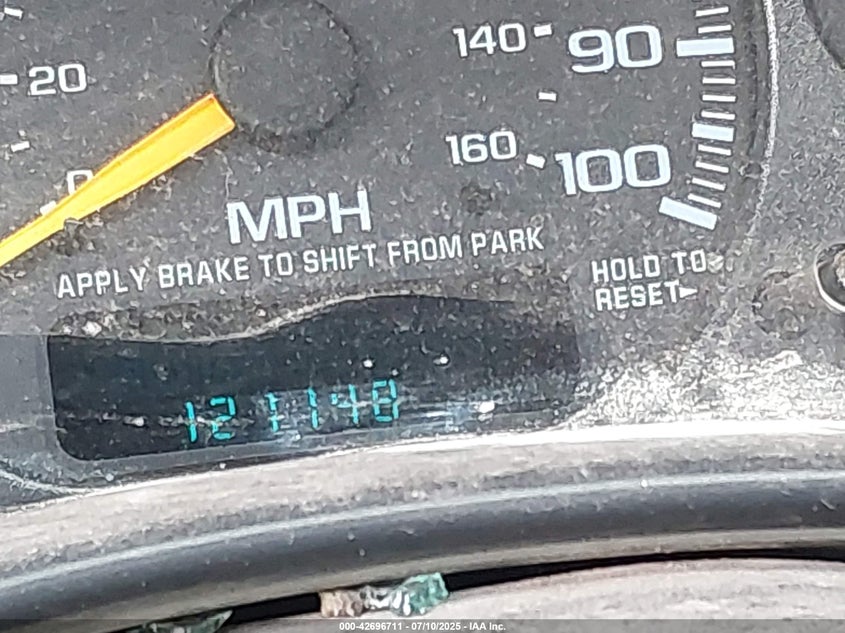 140
90
20
160
100
0
MPH
APPLY BRAKE TO SHIFT FROM PARK
HOLD TO
RESET
121148
000-42696711 - 07/10/2025 - IAA Inc.